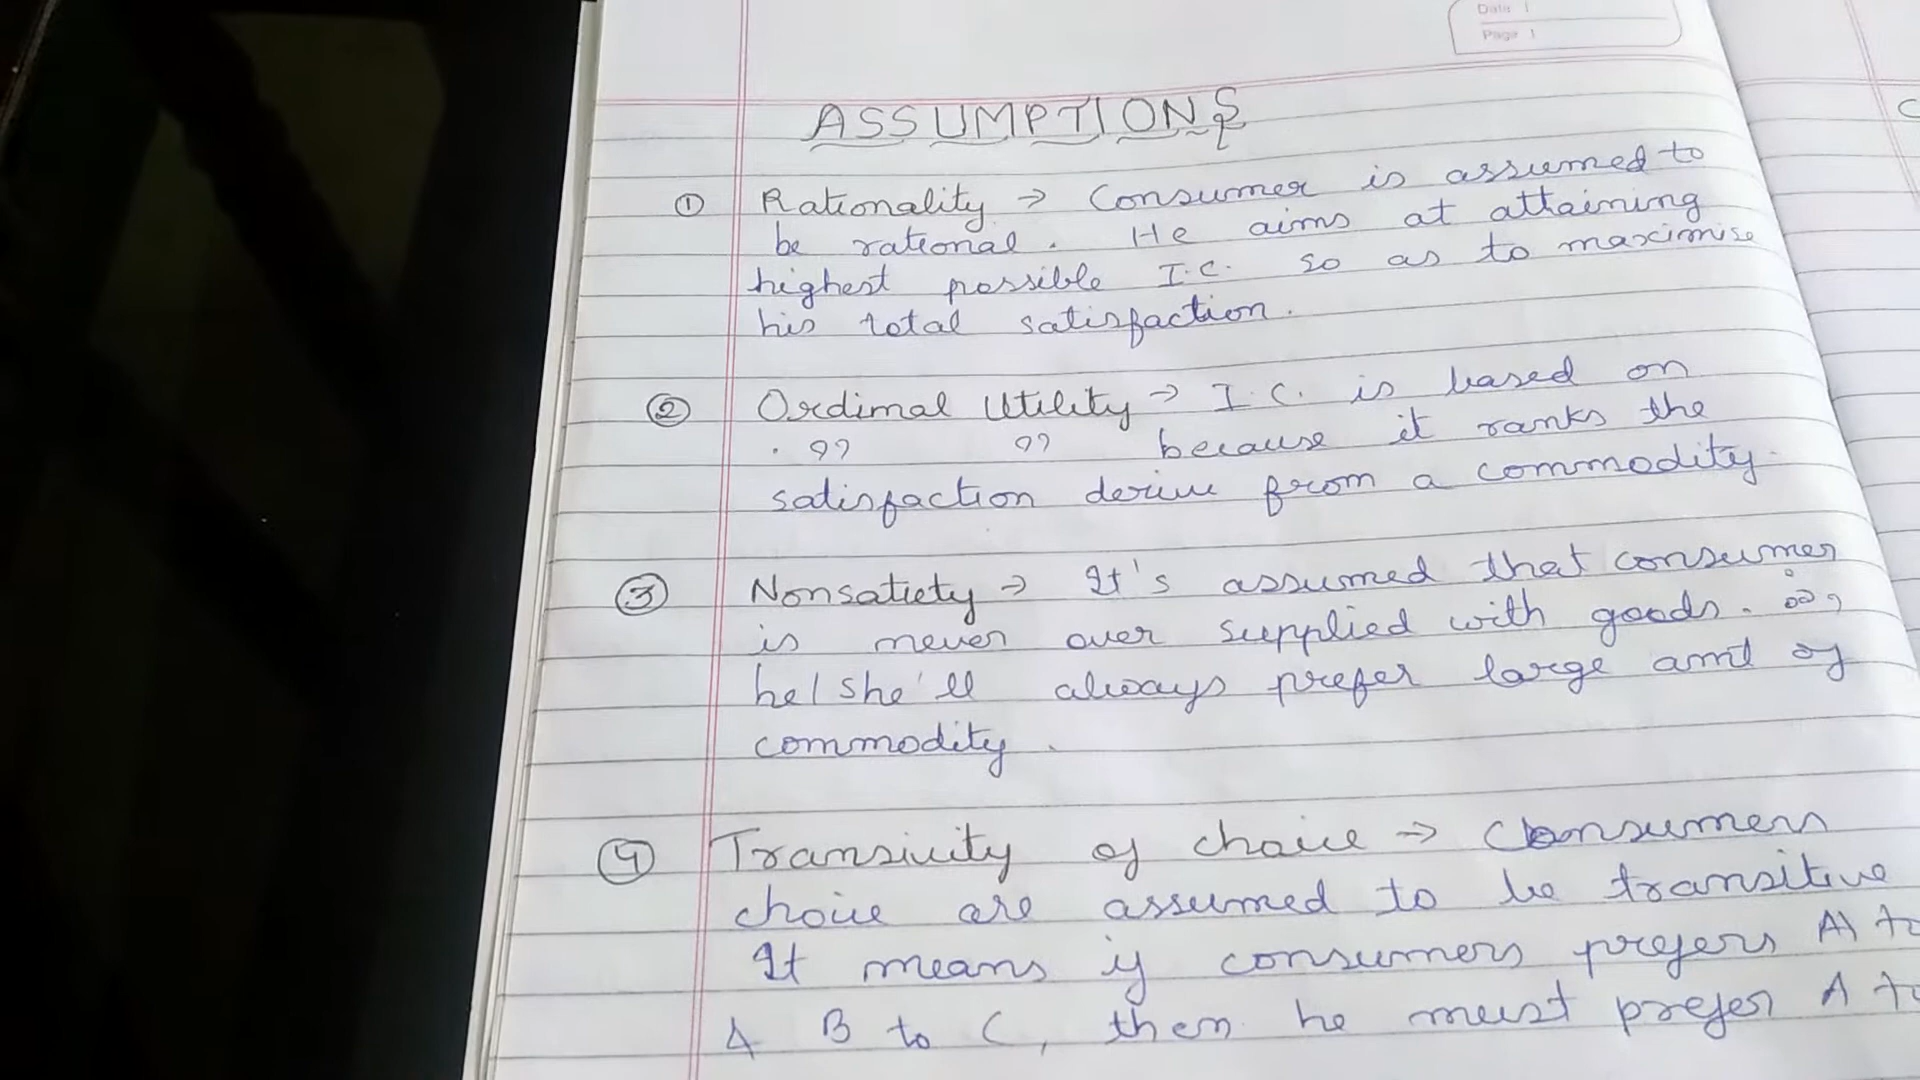 Date
Page
ASSUMPTIONS
① Rationality → Consumer is assumed to
be rational. He aims at attaining
highest possible I.C. so as to maximise
his total satisfaction.
② Ordinal Utility → I.C. is based on
,, ,, because it ranks the
satisfaction derive from a commodity.
③ Nonsatiety → It's assumed that consumer
is never over supplied with goods.
he/she'll always prefer large amt of
commodity.
④ Transivity of choice → Consumers
choice are assumed to be transitive
It means if consumers prefers A to
& B to C, then he must prefer A to